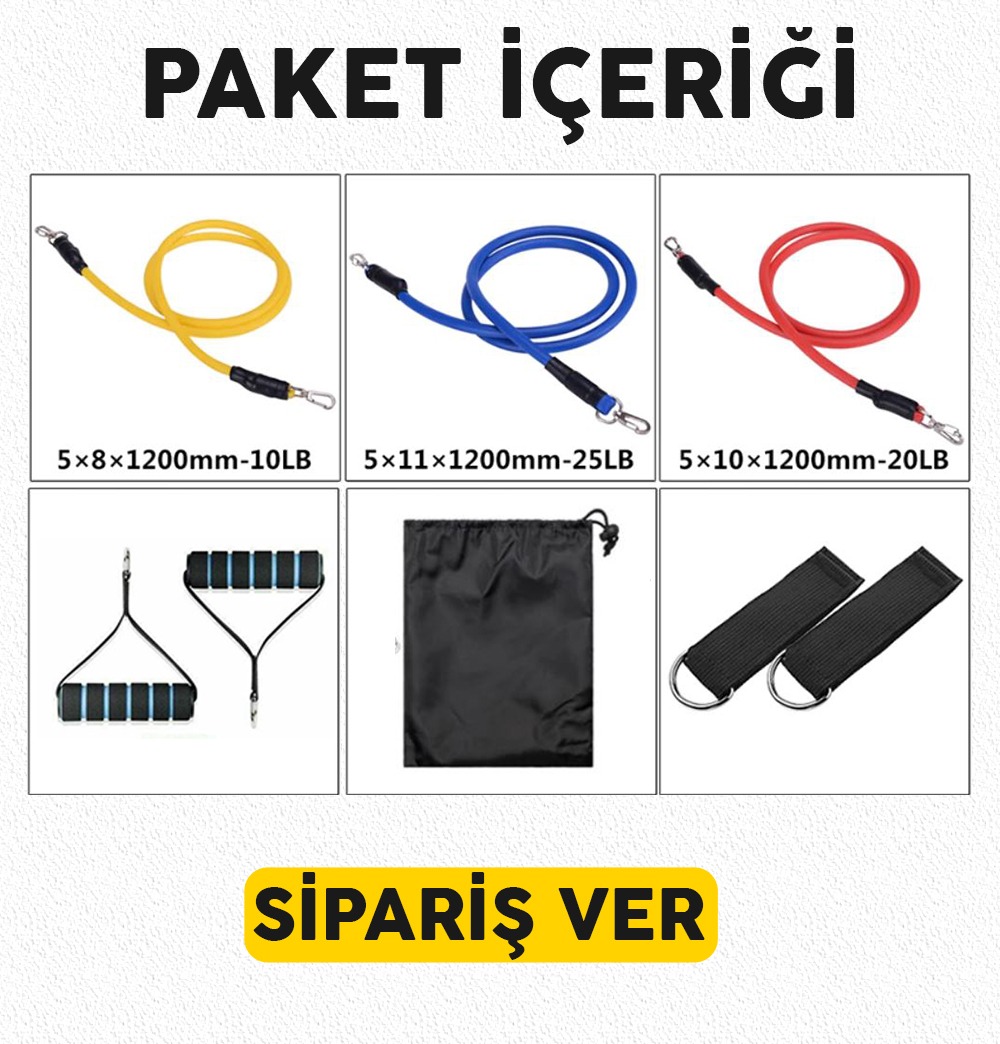 PAKET İÇERİĞİ
5×8×1200mm-10LB
5×11×1200mm-25LB
5×10×1200mm-20LB
SİPARİŞ VER